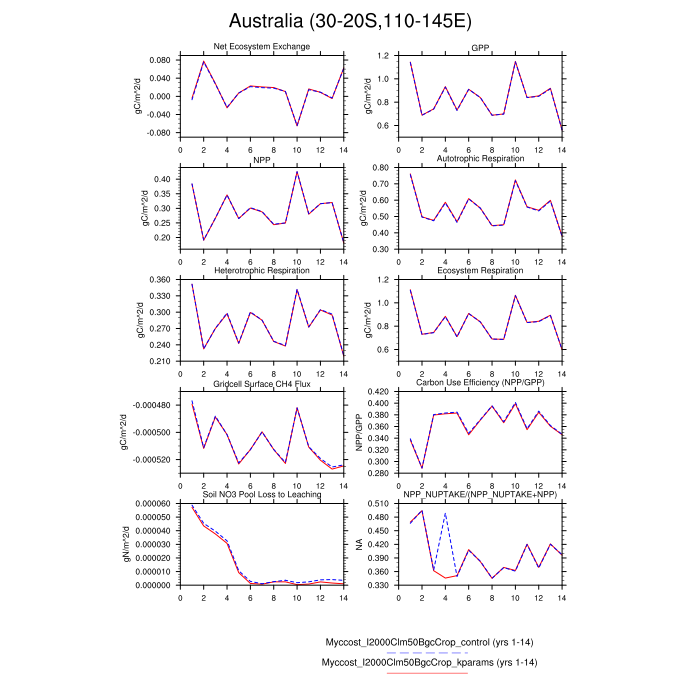 Australia (30-20S,110-145E)
Net Ecosystem Exchange
GPP
gC/m^2/d
0.080
0.040
0.000
-0.040
-0.080
0 2 4 6 8 10 12 14
gC/m^2/d
1.2
1.0
0.8
0.6
0 2 4 6 8 10 12 14
NPP
Autotrophic Respiration
gC/m^2/d
0.40
0.35
0.30
0.25
0.20
0 2 4 6 8 10 12 14
gC/m^2/d
0.80
0.70
0.60
0.50
0.40
0.30
0 2 4 6 8 10 12 14
Heterotrophic Respiration
Ecosystem Respiration
gC/m^2/d
0.360
0.330
0.300
0.270
0.240
0.210
0 2 4 6 8 10 12 14
gC/m^2/d
1.2
1.0
0.8
0.6
0 2 4 6 8 10 12 14
Gridcell Surface CH4 Flux
Carbon Use Efficiency (NPP/GPP)
gC/m^2/d
-0.000480
-0.000500
-0.000520
0 2 4 6 8 10 12 14
NPP/GPP
0.420
0.400
0.380
0.360
0.340
0.320
0.300
0.280
0 2 4 6 8 10 12 14
Soil NO3 Pool Loss to Leaching
NPP_NUPTAKE/(NPP_NUPTAKE+NPP)
gN/m^2/d
0.000060
0.000050
0.000040
0.000030
0.000020
0.000010
0.000000
0 2 4 6 8 10 12 14
NA
0.510
0.480
0.450
0.420
0.390
0.360
0.330
0 2 4 6 8 10 12 14
Myccost_I2000Clm50BgcCrop_control (yrs 1-14)
Myccost_I2000Clm50BgcCrop_kparams (yrs 1-14)